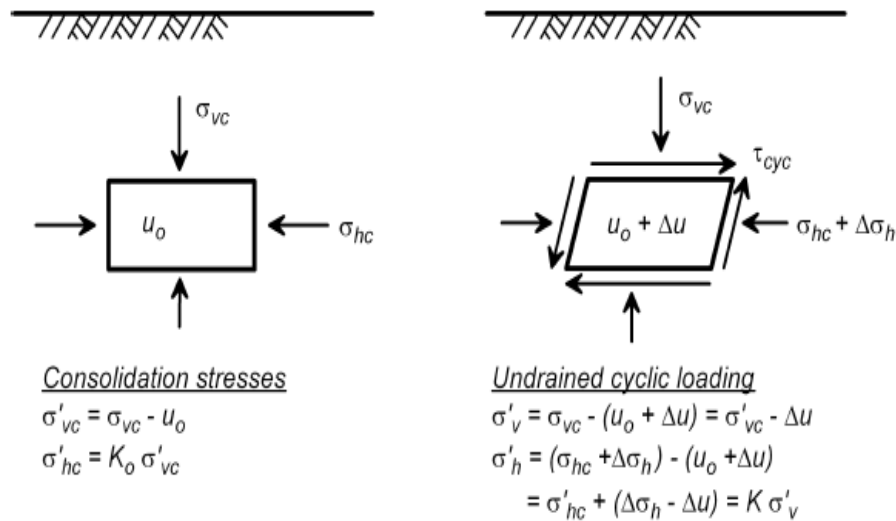 σvc
uo
σhc
Consolidation stresses
σ'vc = σvc - uo
σ'hc = Ko σ'vc
σvc
τcyc
uo + Δu
σhc + Δσh
Undrained cyclic loading
σ'v = σvc - (uo + Δu) = σ'vc - Δu
σ'h = (σhc +Δσh) - (uo +Δu)
= σ'hc + (Δσh - Δu) = K σ'v